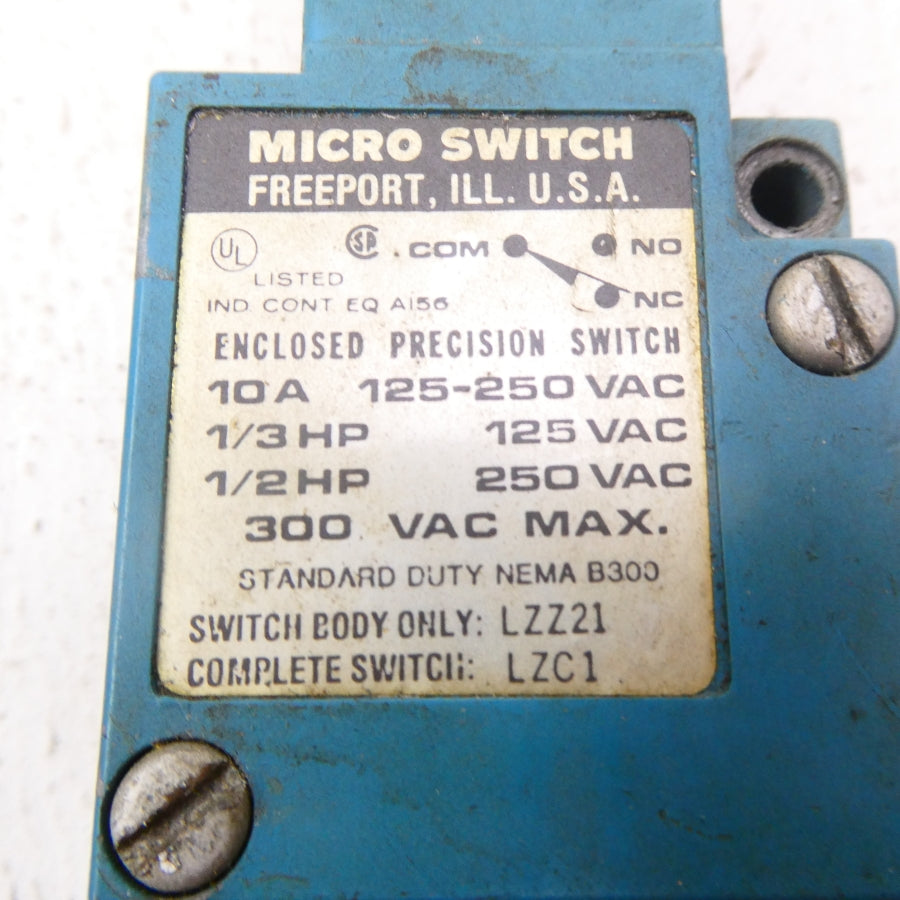 MICRO SWITCH
FREEPORT, ILL. U.S.A.
UL SP COM NO
LISTED
IND. CONT. EQ. A156 NC
ENCLOSED PRECISION SWITCH
10 A 125-250 VAC
1/3 HP 125 VAC
1/2 HP 250 VAC
300 VAC MAX.
STANDARD DUTY NEMA B300
SWITCH BODY ONLY: LZZ21
COMPLETE SWITCH: LZC1